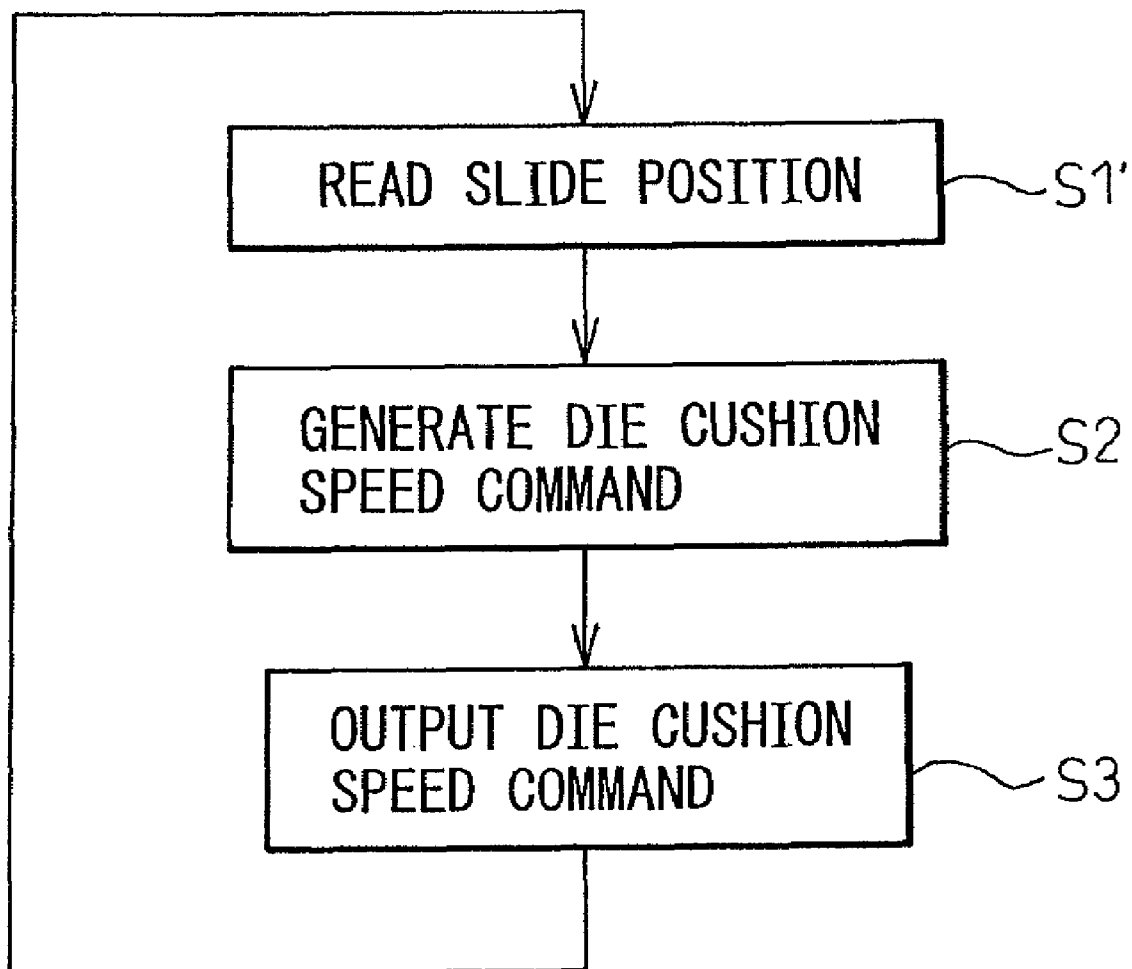 READ SLIDE POSITION
S1'
GENERATE DIE CUSHION
SPEED COMMAND
S2
OUTPUT DIE CUSHION
SPEED COMMAND
S3